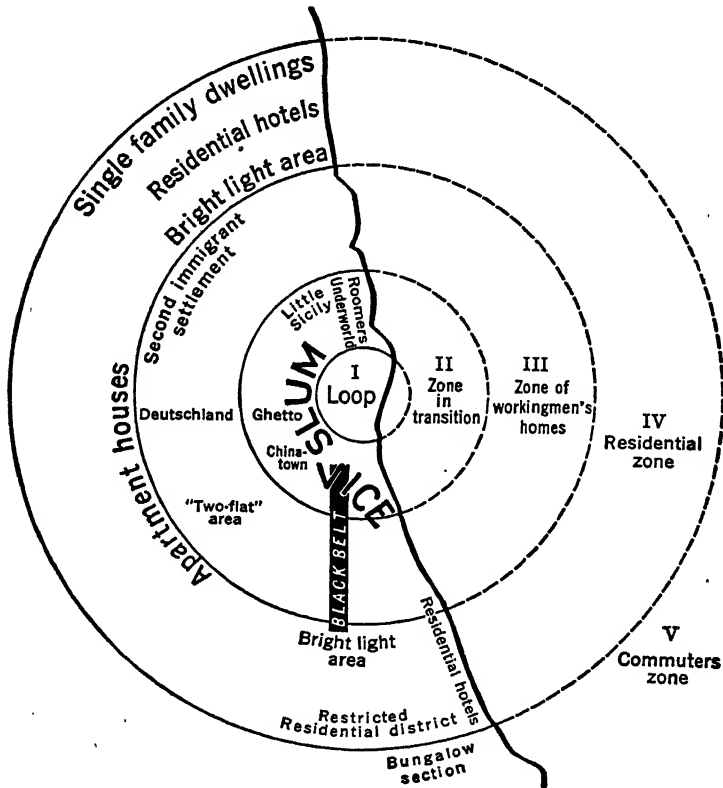 Single family dwellings
Residential hotels
Bright light area
Second immigrant
settlement
Little
Sicily
Roomers
Underworld
I
Loop
II
Zone
in
transition
III
Zone of
workingmen's
homes
IV
Residential
zone
Apartment houses
Deutschland
Ghetto
SLUM
China-
town
VICE
"Two-flat"
area
BLACK BELT
Bright light
area
Residential hotels
V
Commuters
zone
Restricted
Residential district
Bungalow
section